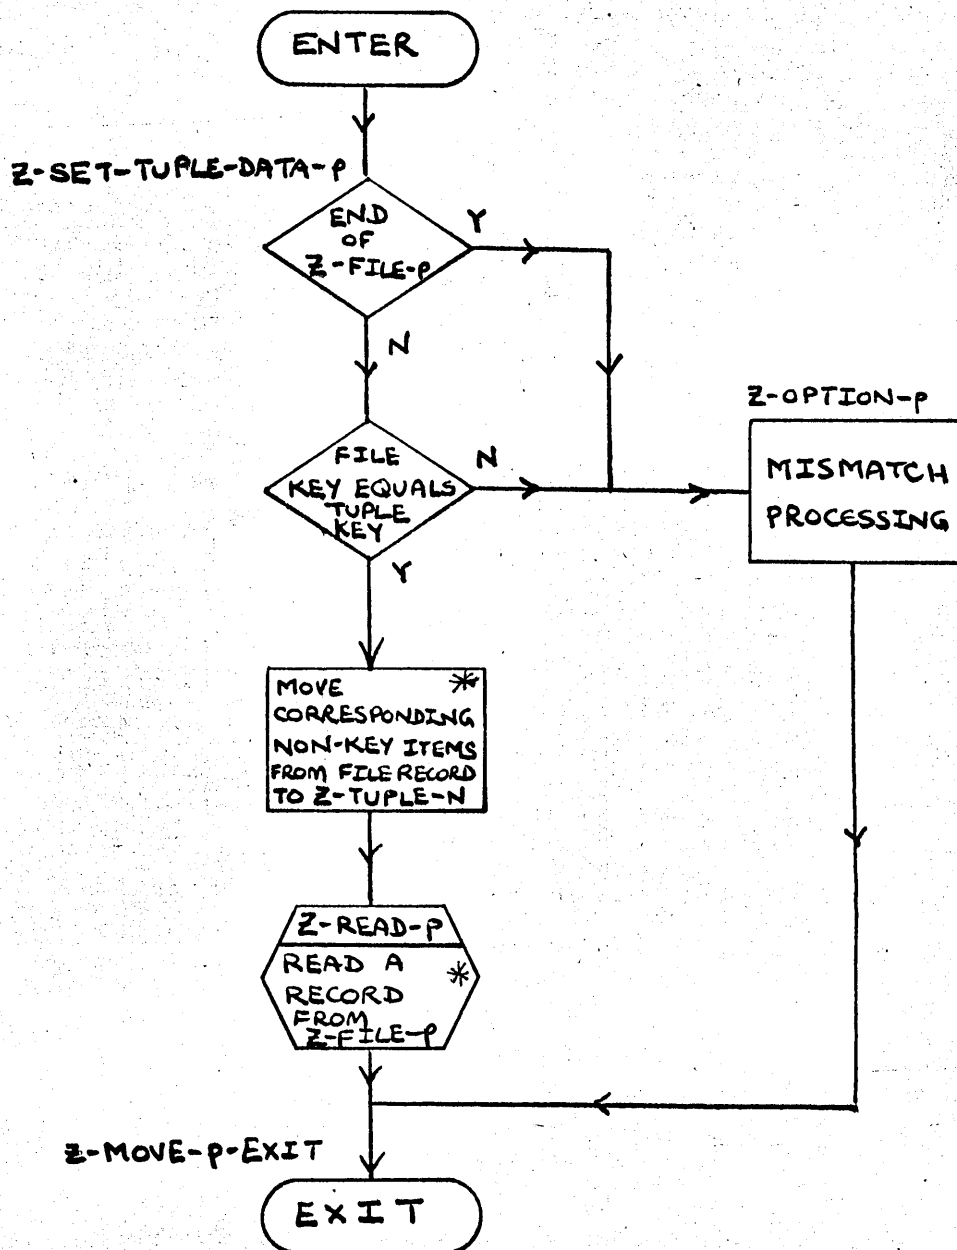 ENTER
Z-SET-TUPLE-DATA-P
END
OF
Z-FILE-P
Y
N
Z-OPTION-P
FILE
KEY EQUALS
TUPLE
KEY
N
MISMATCH
PROCESSING
Y
MOVE *
CORRESPONDING
NON-KEY ITEMS
FROM FILE RECORD
TO Z-TUPLE-N
Z-READ-P
READ A *
RECORD
FROM
Z-FILE-P
Z-MOVE-P-EXIT
EXIT